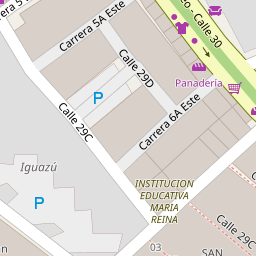 Carrera 5A Este
eo - Calle 30
Calle 29D
Panadería
P
Calle 29C
Carrera 6A Este
Iguazú
P
INSTITUCION
EDUCATIVA
MARIA
REINA
Calle 29C
03
SAN